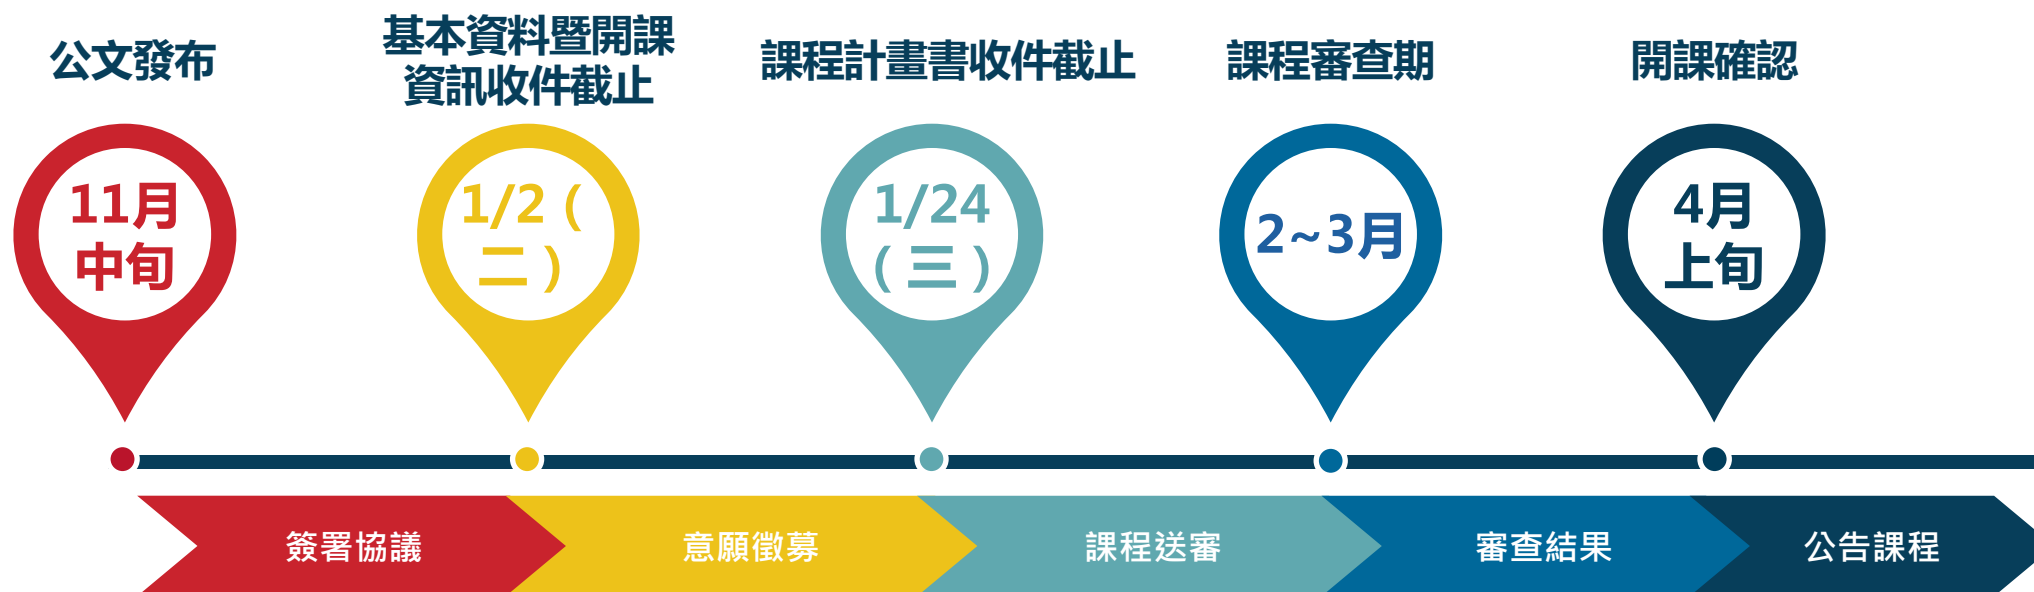 公文發布
基本資料暨開課
資訊收件截止
課程計畫書收件截止
課程審查期
開課確認
11月
中旬
1/2（
二）
1/24
（三）
2~3月
4月
上旬
簽署協議
意願徵募
課程送審
審查結果
公告課程